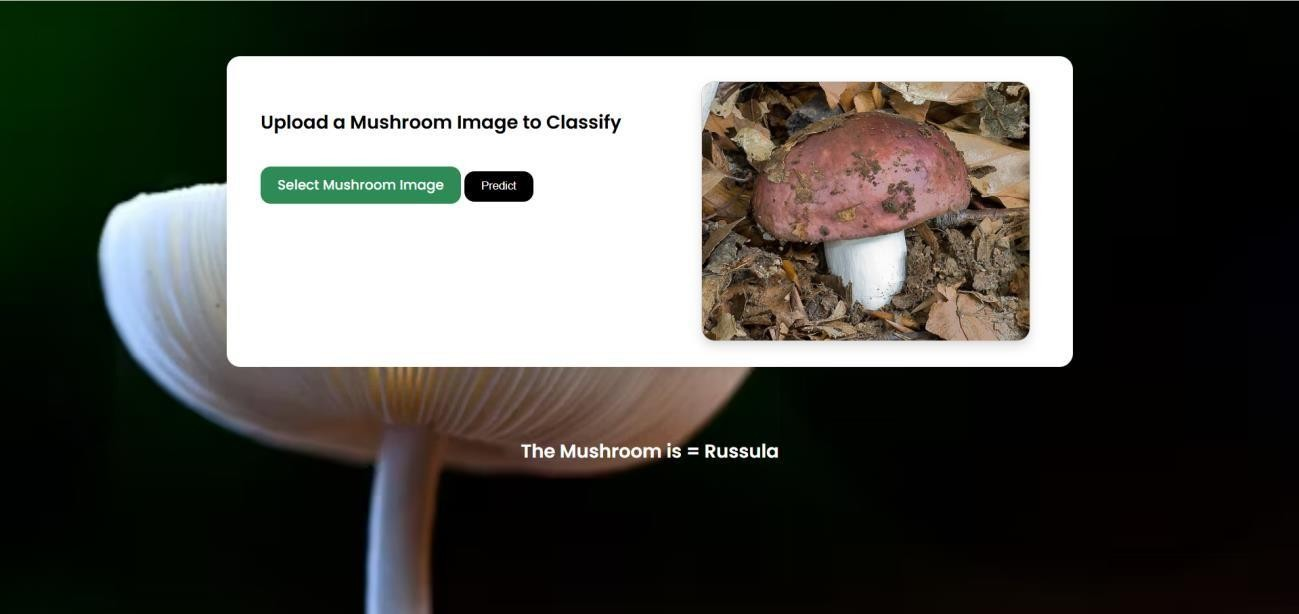 Upload a Mushroom Image to Classify
Select Mushroom Image
Predict
The Mushroom is = Russula